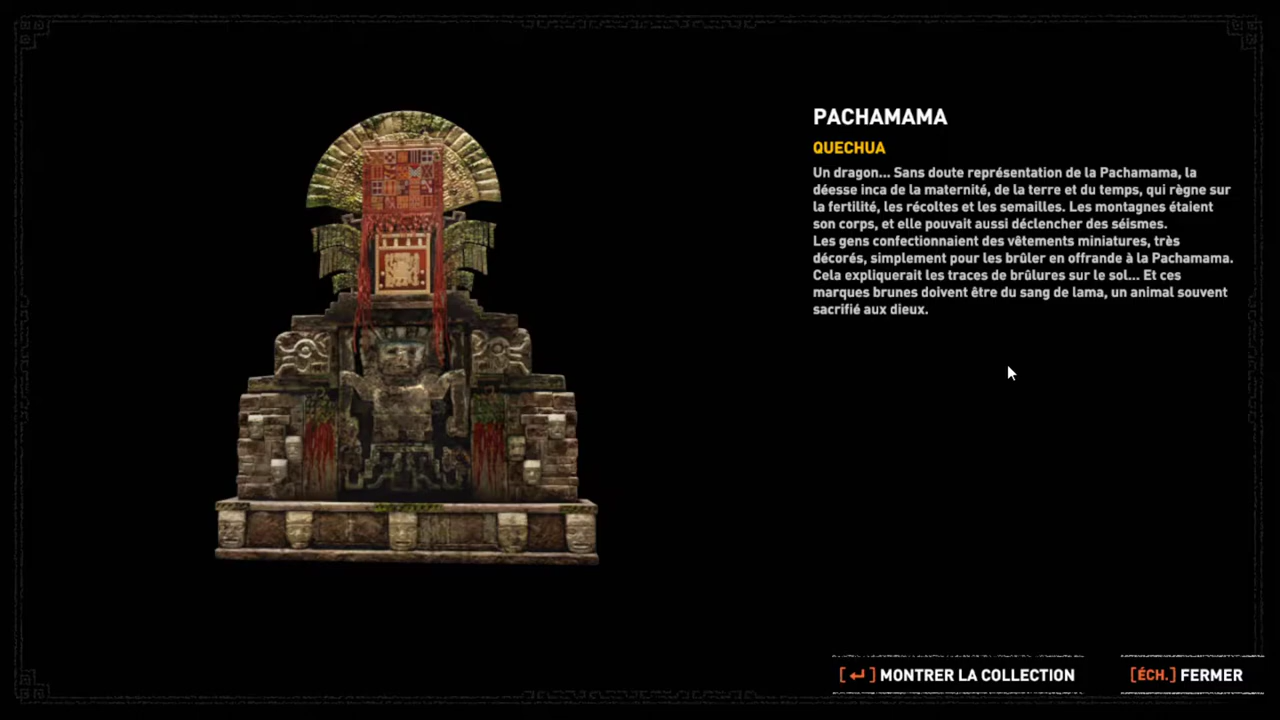 PACHAMAMA
QUECHUA
Un dragon... Sans doute représentation de la Pachamama, la
déesse inca de la maternité, de la terre et du temps, qui règne sur
la fertilité, les récoltes et les semailles. Les montagnes étaient
son corps, et elle pouvait aussi déclencher des séismes.
Les gens confectionnaient des vêtements miniatures, très
décorés, simplement pour les brûler en offrande à la Pachamama.
Cela expliquerait les traces de brûlures sur le sol... Et ces
marques brunes doivent être du sang de lama, un animal souvent
sacrifié aux dieux.
[↵] MONTRER LA COLLECTION
[ÉCH.] FERMER